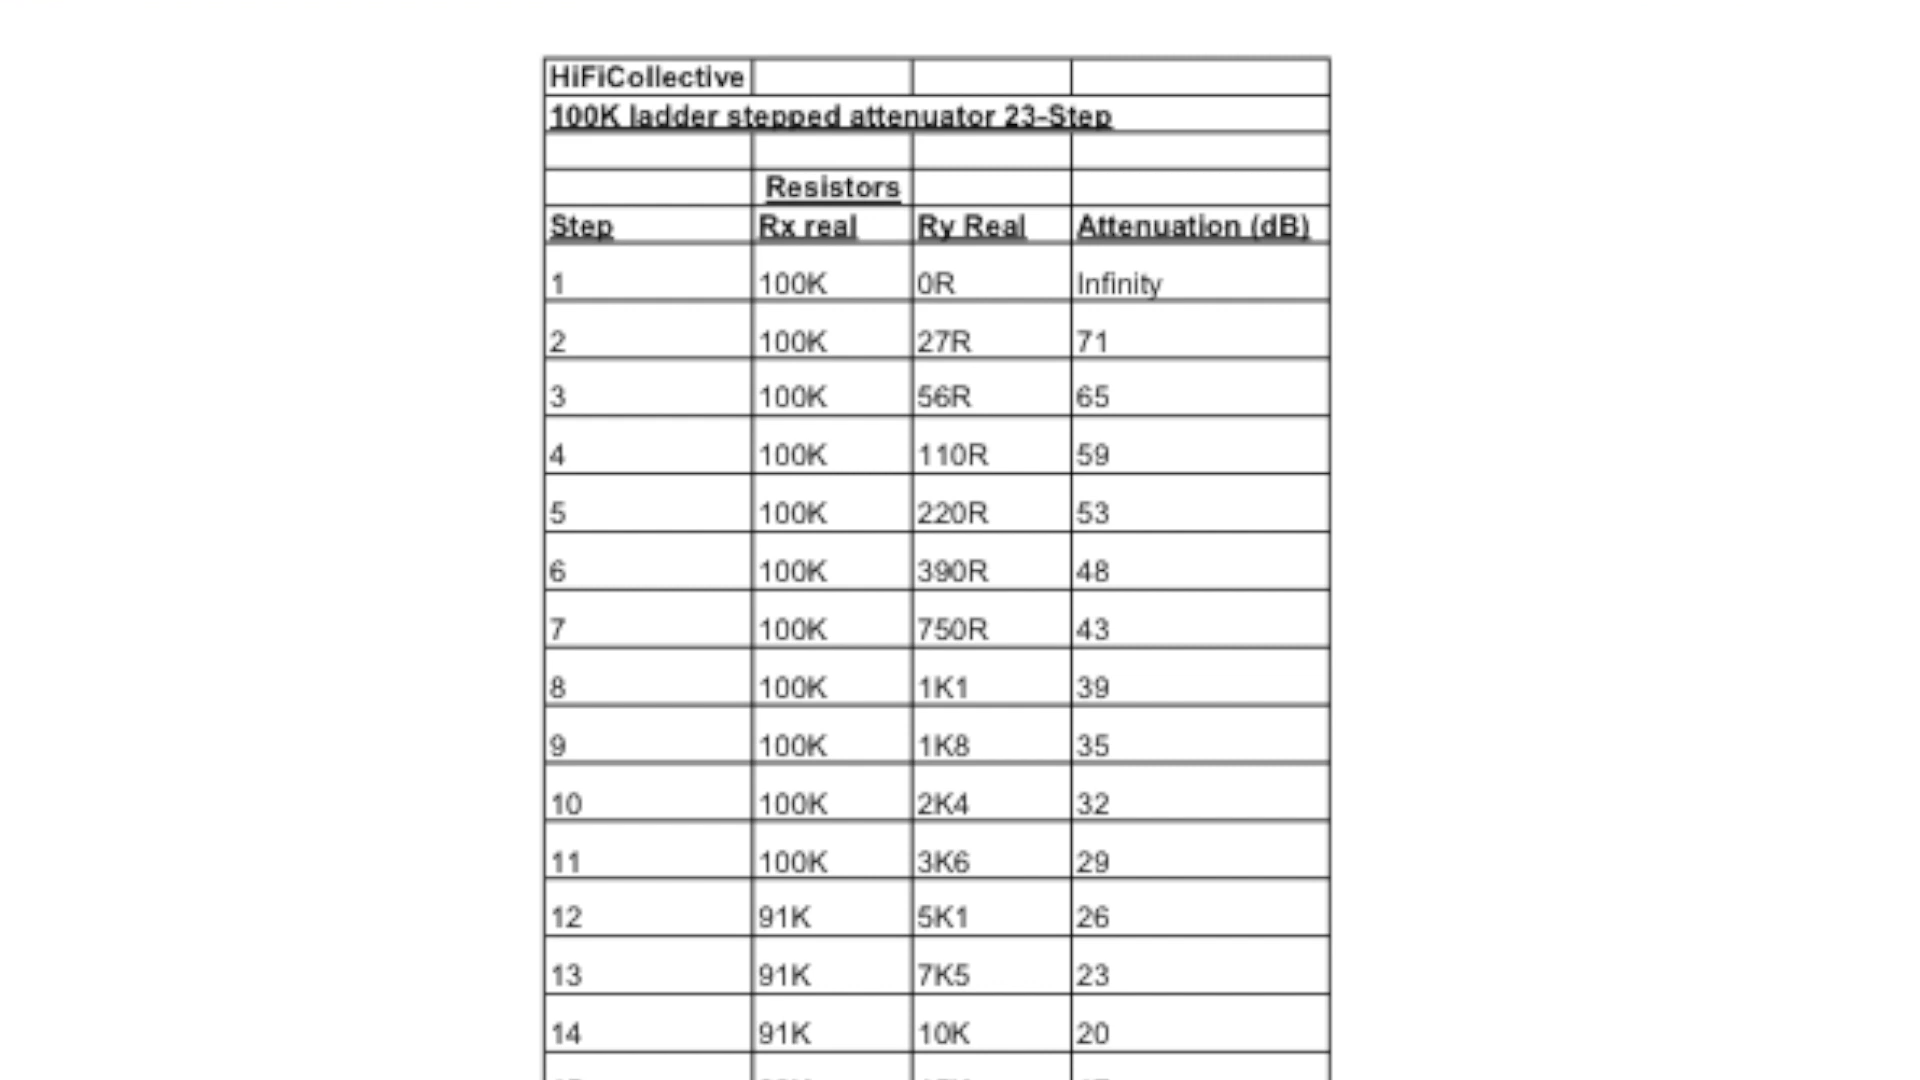 HiFiCollective
100K ladder stepped attenuator 23-Step
Resistors
Step Rx real Ry Real Attenuation (dB)
1 100K 0R Infinity
2 100K 27R 71
3 100K 56R 65
4 100K 110R 59
5 100K 220R 53
6 100K 390R 48
7 100K 750R 43
8 100K 1K1 39
9 100K 1K8 35
10 100K 2K4 32
11 100K 3K6 29
12 91K 5K1 26
13 91K 7K5 23
14 91K 10K 20